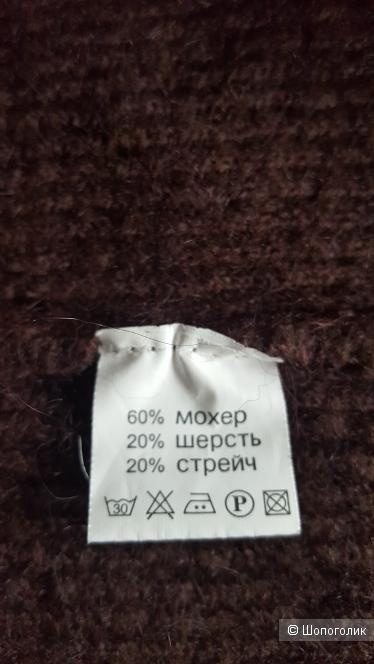 60% мохер
20% шерсть
20% стрейч
30 P
© Шопоголик